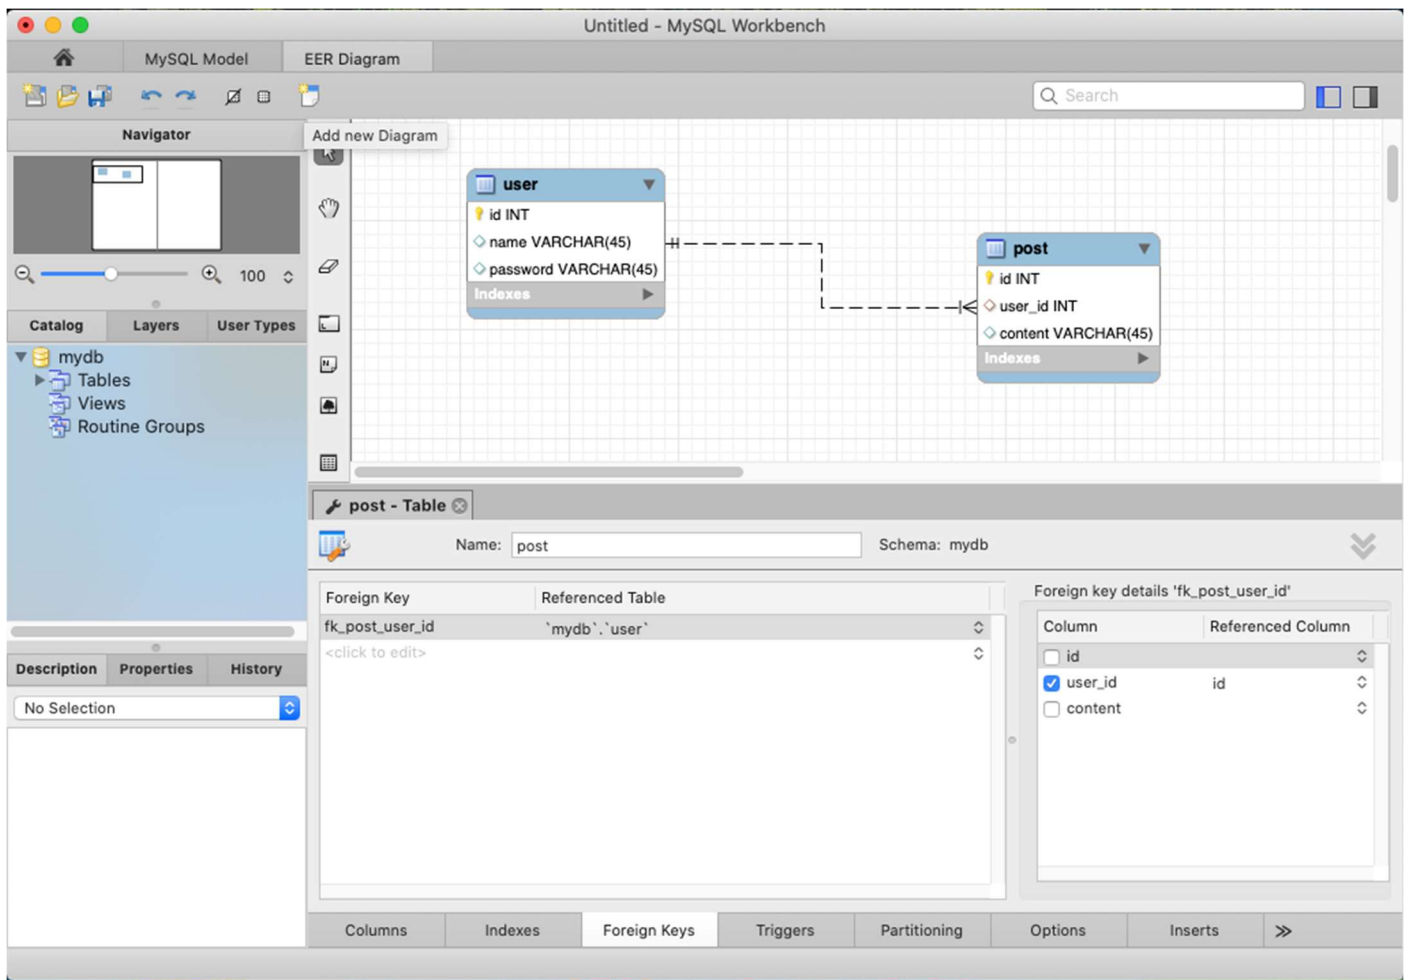 Untitled - MySQL Workbench
MySQL Model
EER Diagram
Search
Navigator
Add new Diagram
100
Catalog
Layers
User Types
mydb
Tables
Views
Routine Groups
user
id INT
name VARCHAR(45)
password VARCHAR(45)
Indexes
post
id INT
user_id INT
content VARCHAR(45)
Indexes
Description
Properties
History
No Selection
post - Table
Name:
post
Schema: mydb
Foreign Key
Referenced Table
fk_post_user_id
`mydb`.`user`
<click to edit>
Foreign key details 'fk_post_user_id'
Column
Referenced Column
id
user_id
id
content
Columns
Indexes
Foreign Keys
Triggers
Partitioning
Options
Inserts